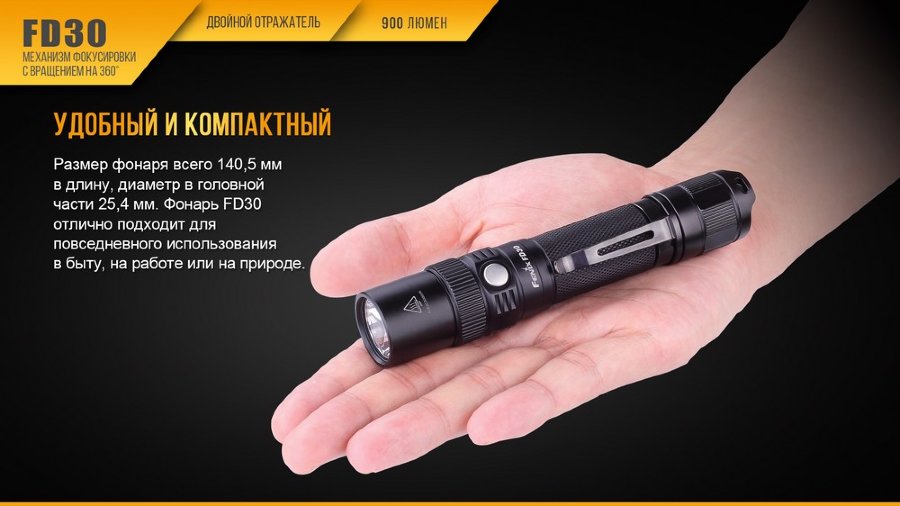 FD30
МЕХАНИЗМ ФОКУСИРОВКИ
С ВРАЩЕНИЕМ НА 360°
ДВОЙНОЙ ОТРАЖАТЕЛЬ
900 ЛЮМЕН
УДОБНЫЙ И КОМПАКТНЫЙ
Размер фонаря всего 140,5 мм
в длину, диаметр в головной
части 25,4 мм. Фонарь FD30
отлично подходит для
повседневного использования
в быту, на работе или на природе.
Fenix FD30